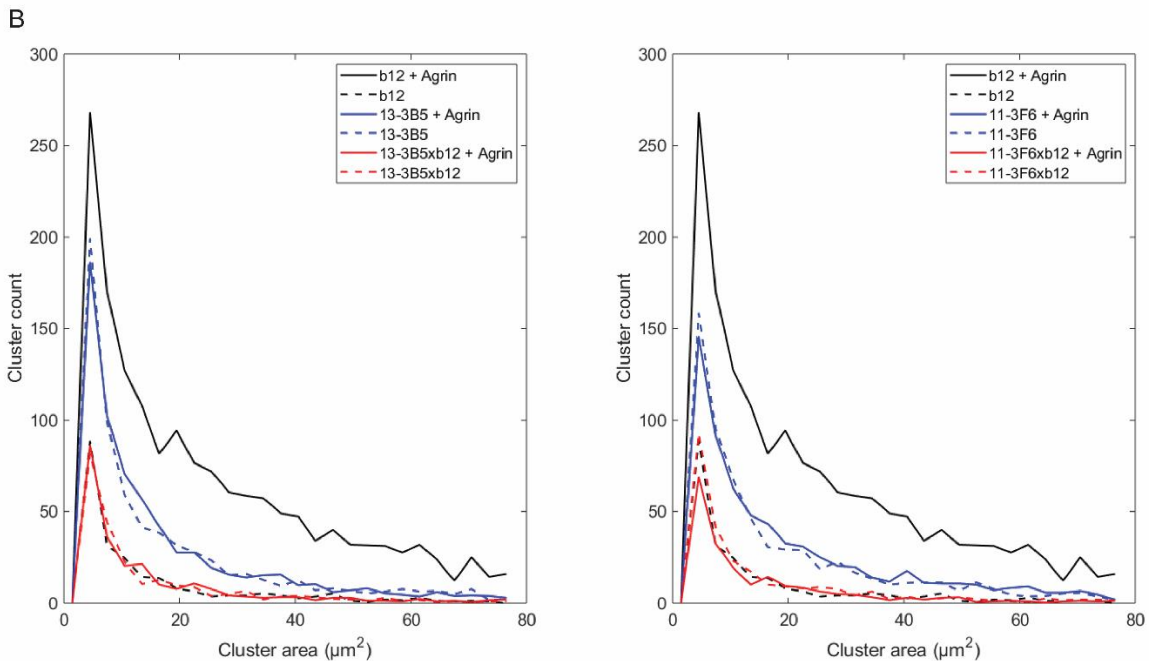 B
300
250
200
150
100
50
0
Cluster count
0 20 40 60 80
Cluster area (µm²)
b12 + Agrin
b12
13-3B5 + Agrin
13-3B5
13-3B5xb12 + Agrin
13-3B5xb12
300
250
200
150
100
50
0
Cluster count
0 20 40 60 80
Cluster area (µm²)
b12 + Agrin
b12
11-3F6 + Agrin
11-3F6
11-3F6xb12 + Agrin
11-3F6xb12